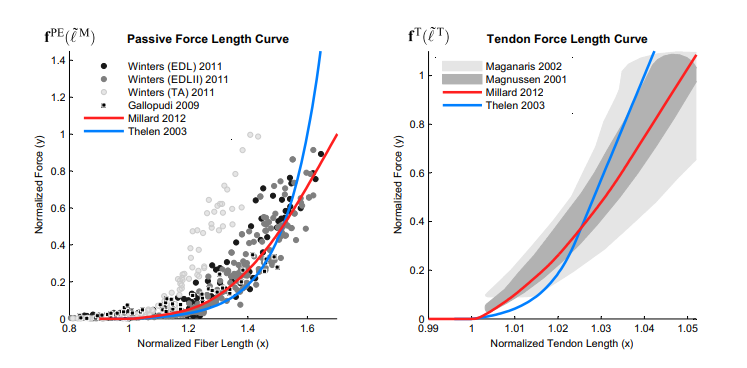 f^PE(ℓ̃^M)
Passive Force Length Curve
1.4
1.2
1
0.8
0.6
0.4
0.2
0
0.8
1
1.2
1.4
1.6
Normalized Force (y)
Normalized Fiber Length (x)
Winters (EDL) 2011
Winters (EDLII) 2011
Winters (TA) 2011
Gallopudi 2009
Millard 2012
Thelen 2003
f^T(ℓ̃^T)
Tendon Force Length Curve
1
0.8
0.6
0.4
0.2
0
0.99
1
1.01
1.02
1.03
1.04
1.05
Normalized Force (y)
Normalized Tendon Length (x)
Maganaris 2002
Magnussen 2001
Millard 2012
Thelen 2003